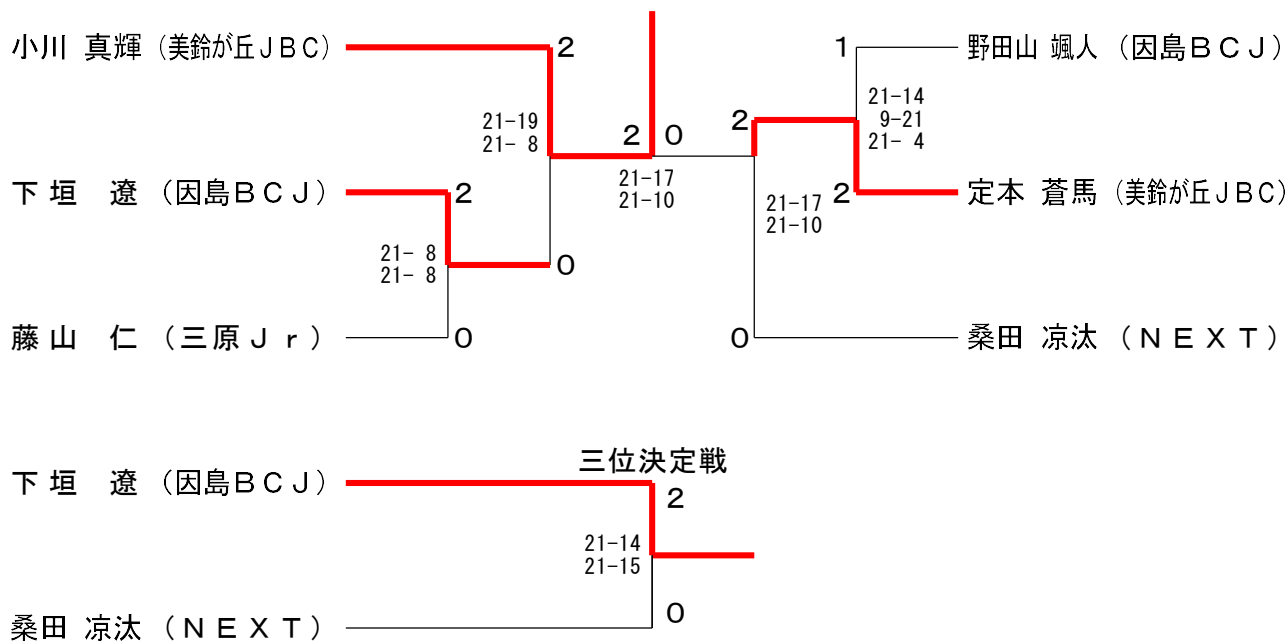 小川 真輝 (美鈴が丘JBC)
2
21-19
21- 8
下垣 遼 (因島BCJ)
2
21- 8
21- 8
0
藤山 仁 (三原Jr)
0
2
0
21-17
21-10
1
野田山 颯人 (因島BCJ)
21-14
9-21
21- 4
2
2
定本 蒼馬 (美鈴が丘JBC)
21-17
21-10
0
桑田 凉汰 (NEXT)
三位決定戦
下垣 遼 (因島BCJ)
2
21-14
21-15
0
桑田 凉汰 (NEXT)